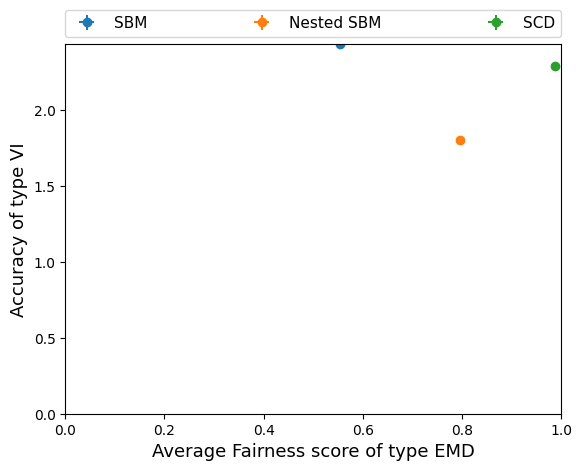 SBM Nested SBM SCD
Accuracy of type VI
2.0
1.5
1.0
0.5
0.0
0.0 0.2 0.4 0.6 0.8 1.0
Average Fairness score of type EMD